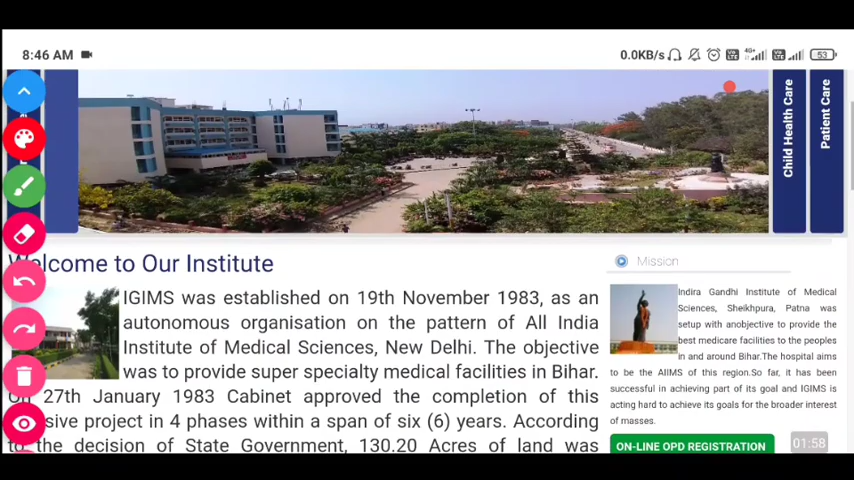 8:46 AM
0.0KB/s 4G+ 53
Child Health Care
Patient Care
elcome to Our Institute
IGIMS was established on 19th November 1983, as an
autonomous organisation on the pattern of All India
Institute of Medical Sciences, New Delhi. The objective
was to provide super specialty medical facilities in Bihar.
27th January 1983 Cabinet approved the completion of this
sive project in 4 phases within a span of six (6) years. According
to the decision of State Government, 130.20 Acres of land was
Mission
Indira Gandhi Institute of Medical
Sciences, Sheikhpura, Patna was
setup with anobjective to provide the
best medicare facilities to the peoples
in and around Bihar.The hospital aims
to be the AIIMS of this region.So far, it has been
successful in achieving part of its goal and IGIMS is
acting hard to achieve its goals for the broader interest
of masses.
ON-LINE OPD REGISTRATION
01:58